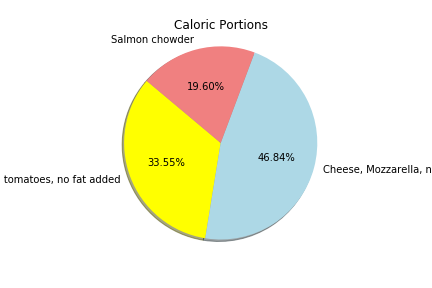 Caloric Portions
Salmon chowder
19.60%
46.84%
33.55%
Cheese, Mozzarella, n
tomatoes, no fat added